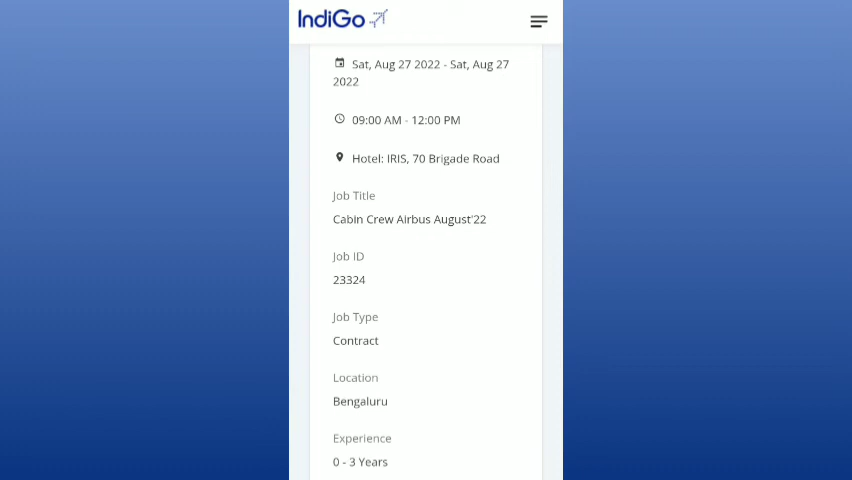 IndiGo
Sat, Aug 27 2022 - Sat, Aug 27
2022
09:00 AM - 12:00 PM
Hotel: IRIS, 70 Brigade Road
Job Title
Cabin Crew Airbus August'22
Job ID
23324
Job Type
Contract
Location
Bengaluru
Experience
0 - 3 Years